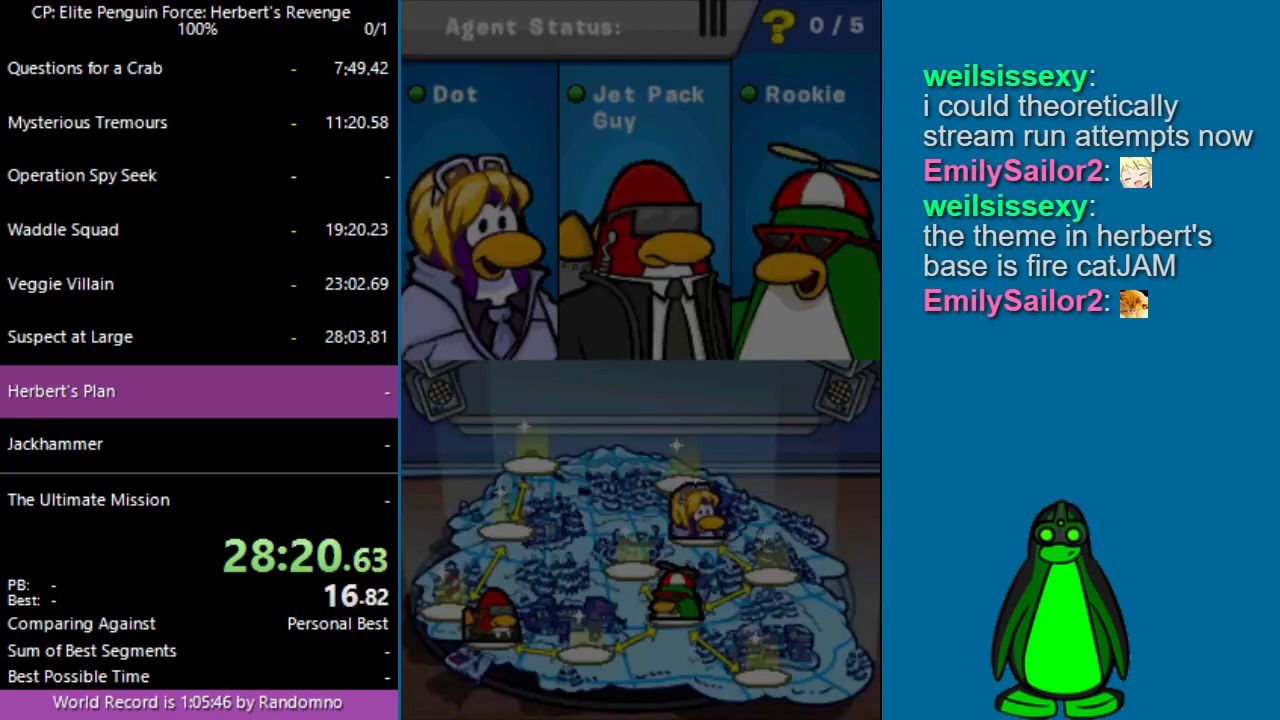 CP: Elite Penguin Force: Herbert's Revenge
100% 0/1
Questions for a Crab - 7:49.42
Mysterious Tremours - 11:20.58
Operation Spy Seek - -
Waddle Squad - 19:20.23
Veggie Villain - 23:02.69
Suspect at Large - 28:03.81
Herbert's Plan -
Jackhammer -
The Ultimate Mission -
28:20.63
PB: -
Best: - 16.82
Comparing Against Personal Best
Sum of Best Segments -
Best Possible Time -
World Record is 1:05:46 by Randomno
Agent Status: ? 0 / 5
Dot
Jet Pack
Guy
Rookie
weilsissexy:
i could theoretically
stream run attempts now
EmilySailor2:
weilsissexy:
the theme in herbert's
base is fire catJAM
EmilySailor2: